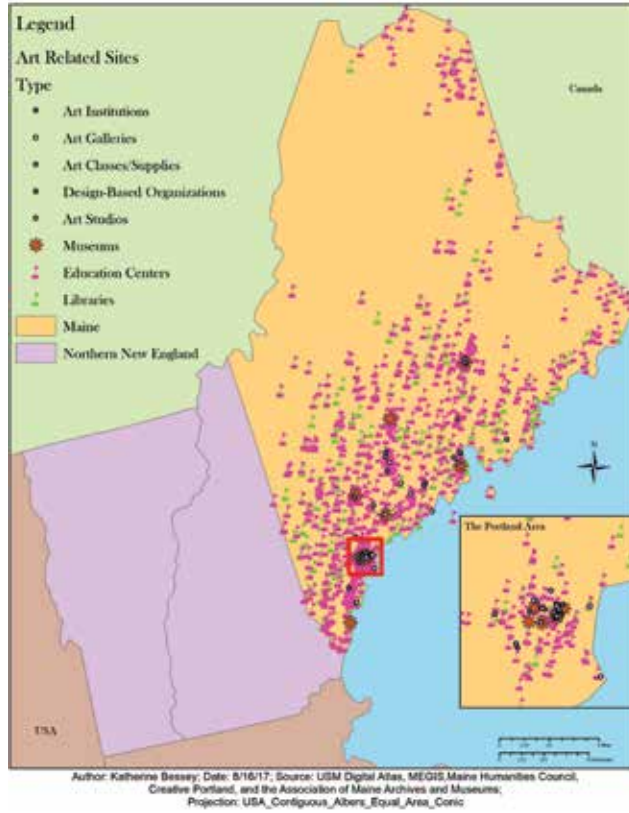 Legend
Art Related Sites
Type
Art Institutions
Art Galleries
Art Classes/Supplies
Design-Based Organizations
Art Studios
Museums
Education Centers
Libraries
Maine
Northern New England
Canada
N
The Portland Area
USA
Author: Katherine Bessey; Date: 8/16/17; Source: USM Digital Atlas, MEGIS,Maine Humanities Council,
Creative Portland, and the Association of Maine Archives and Museums;
Projection: USA_Contiguous_Albers_Equal_Area_Conic